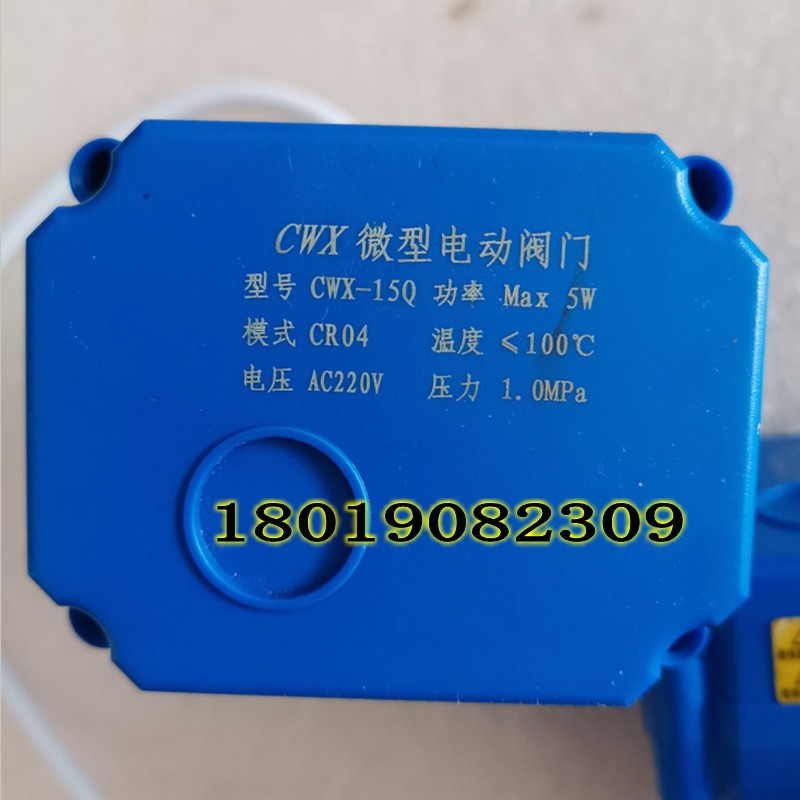 CWX 微型电动阀门
型号 CWX-15Q 功率 Max 5W
模式 CR04 温度 ≤100℃
电压 AC220V 压力 1.0MPa
18019082309